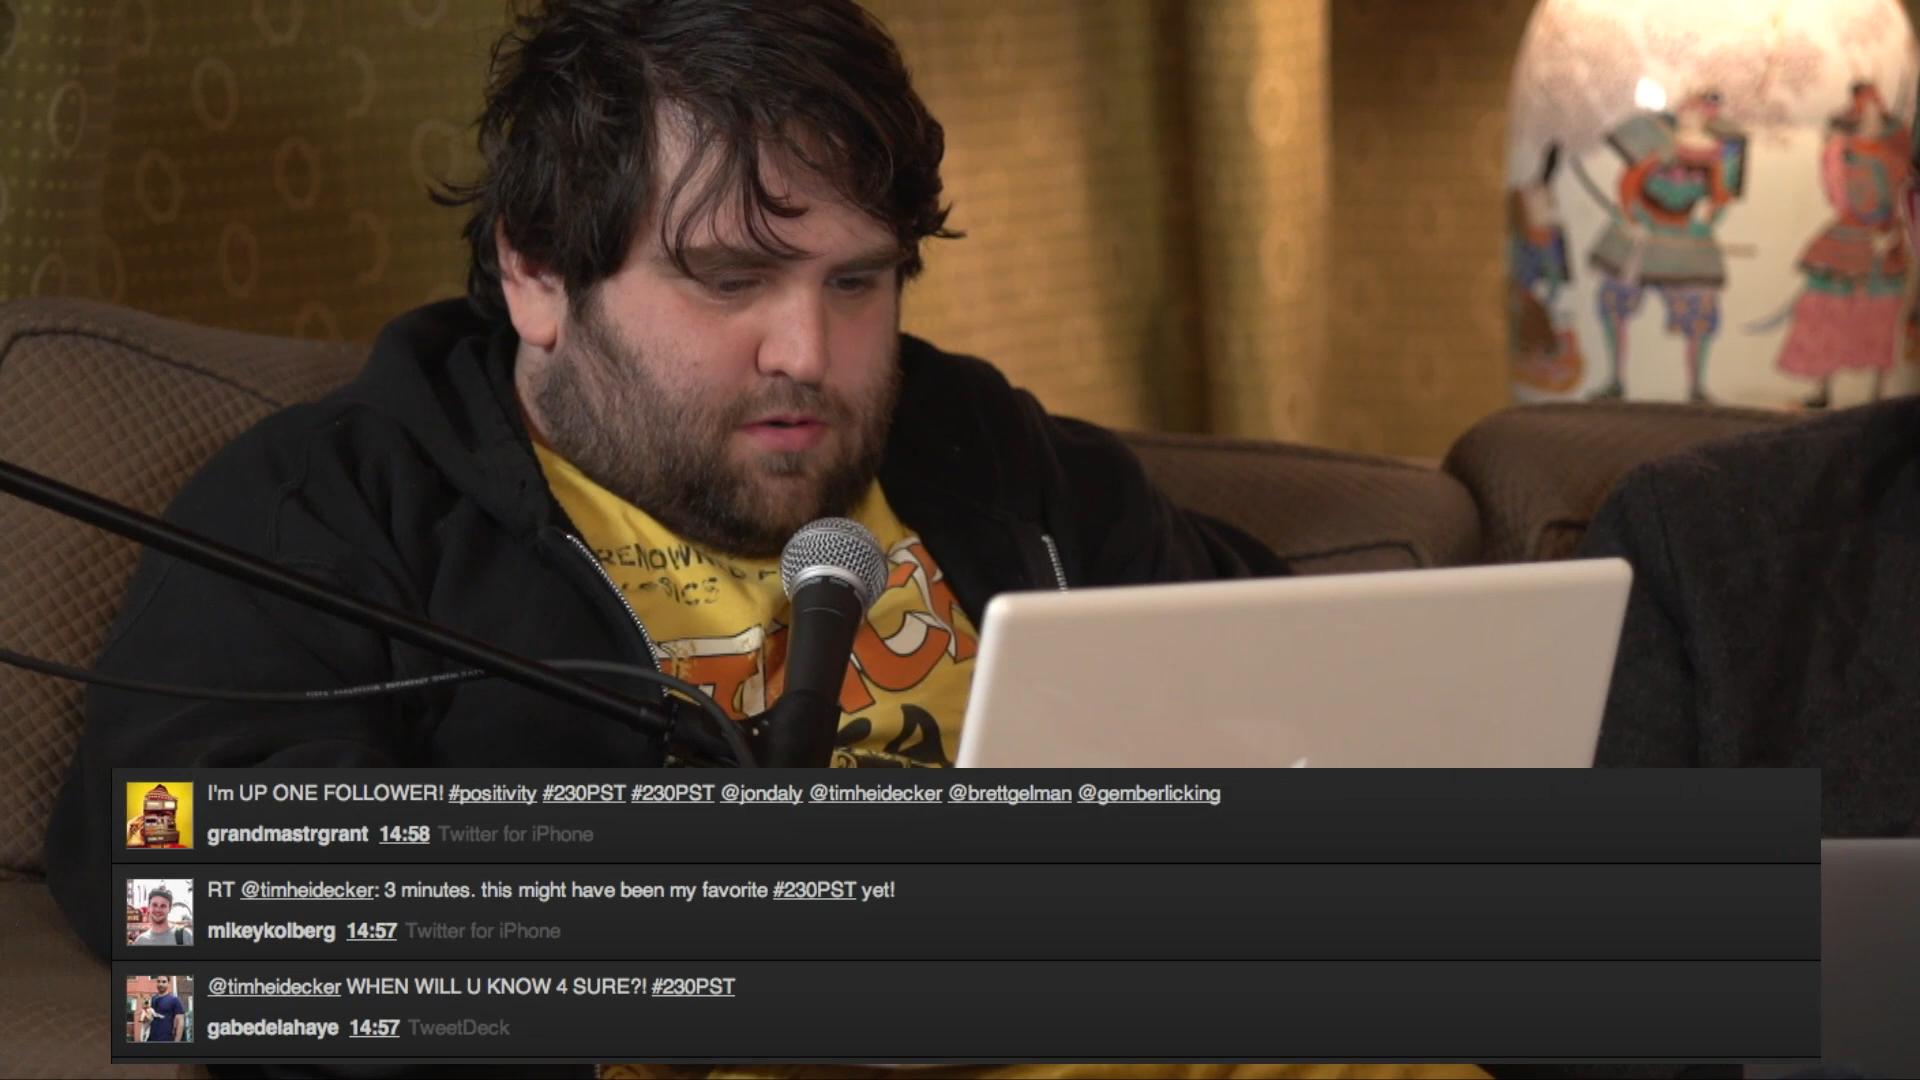 RENOWNED
I'm UP ONE FOLLOWER! #positivity #230PST #230PST @jondaly @timheidecker @brettgelman @gemberlicking
grandmastrgrant 14:58 Twitter for iPhone
RT @timheidecker: 3 minutes. this might have been my favorite #230PST yet!
mikeykolberg 14:57 Twitter for iPhone
@timheidecker WHEN WILL U KNOW 4 SURE?! #230PST
gabedelahaye 14:57 TweetDeck